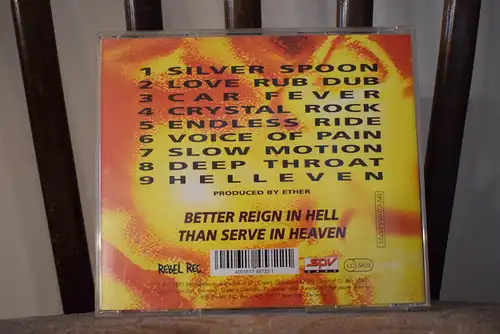 1 SILVER SPOON
2 LOVE RUB DUB
3 CAR FEVER
4 CRYSTAL ROCK
5 ENDLESS RIDE
6 VOICE OF PAIN
7 SLOW MOTION
8 DEEP THROAT
9 HELLEVEN
PRODUCED BY ETHER
BETTER REIGN IN HELL
THAN SERVE IN HEAVEN
REBEL REC.
SPV